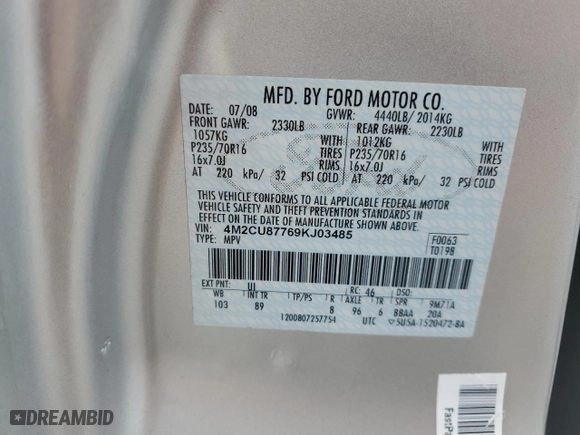 MFD. BY FORD MOTOR CO.
DATE: 07/08 GVWR: 4440LB/ 2014KG
FRONT GAWR: 2330LB REAR GAWR: 2230LB
1057KG WITH 1012KG WITH
P235/70R16 TIRES P235/70R16 TIRES
16x7.0J RIMS 16x7.0J RIMS
AT 220 kPa/ 32 PSI COLD AT 220 kPa/ 32 PSI COLD
THIS VEHICLE CONFORMS TO ALL APPLICABLE FEDERAL MOTOR
VEHICLE SAFETY AND THEFT PREVENTION STANDARDS IN
EFFECT ON THE DATE OF MANUFACTURE SHOWN ABOVE.
VIN: 4M2CU87769KJ03485 F0063
TYPE: MPV T0198
EXT PNT: UI RC: 46 DSO:
WB INT TR TP/PS R AXLE TR SPR 9M71A
103 89 8 96 6 BBAA 20A
1200807257754 UTC 5U5A-1520472-BA
DREAMBID